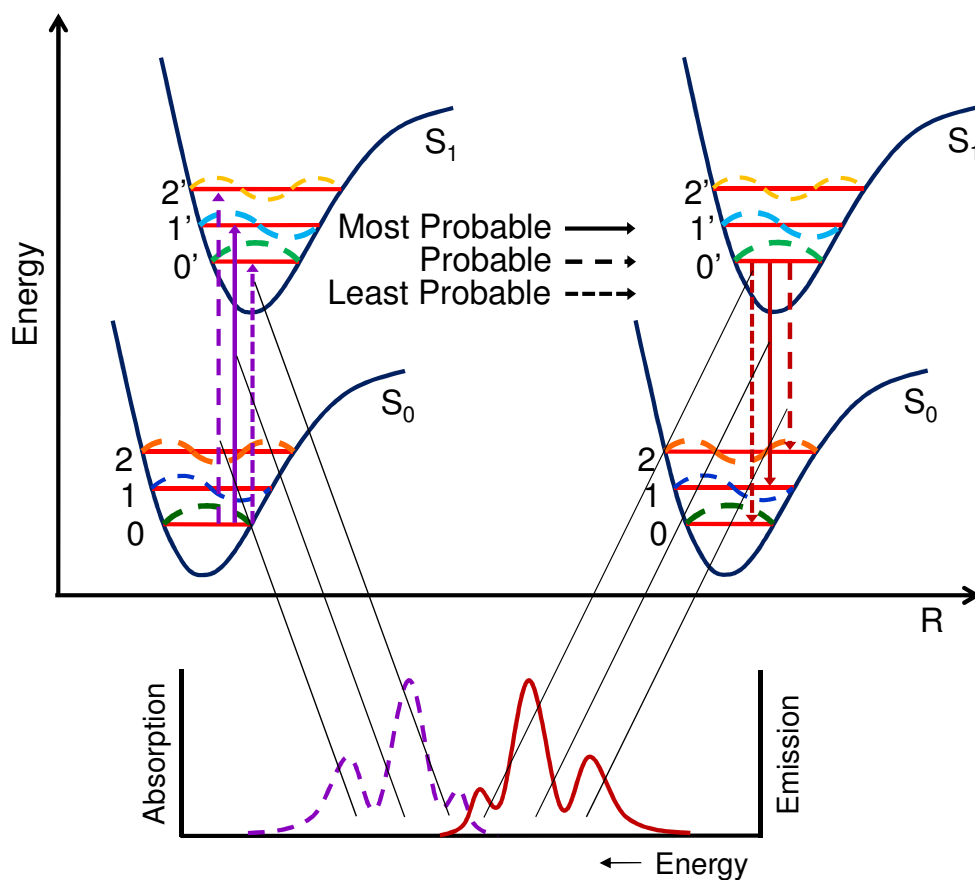 S₁
S₁
2'
1'
0'
2'
1'
0'
Most Probable
Probable
Least Probable
Energy
S₀
S₀
2
1
0
2
1
0
R
Absorption
Emission
Energy